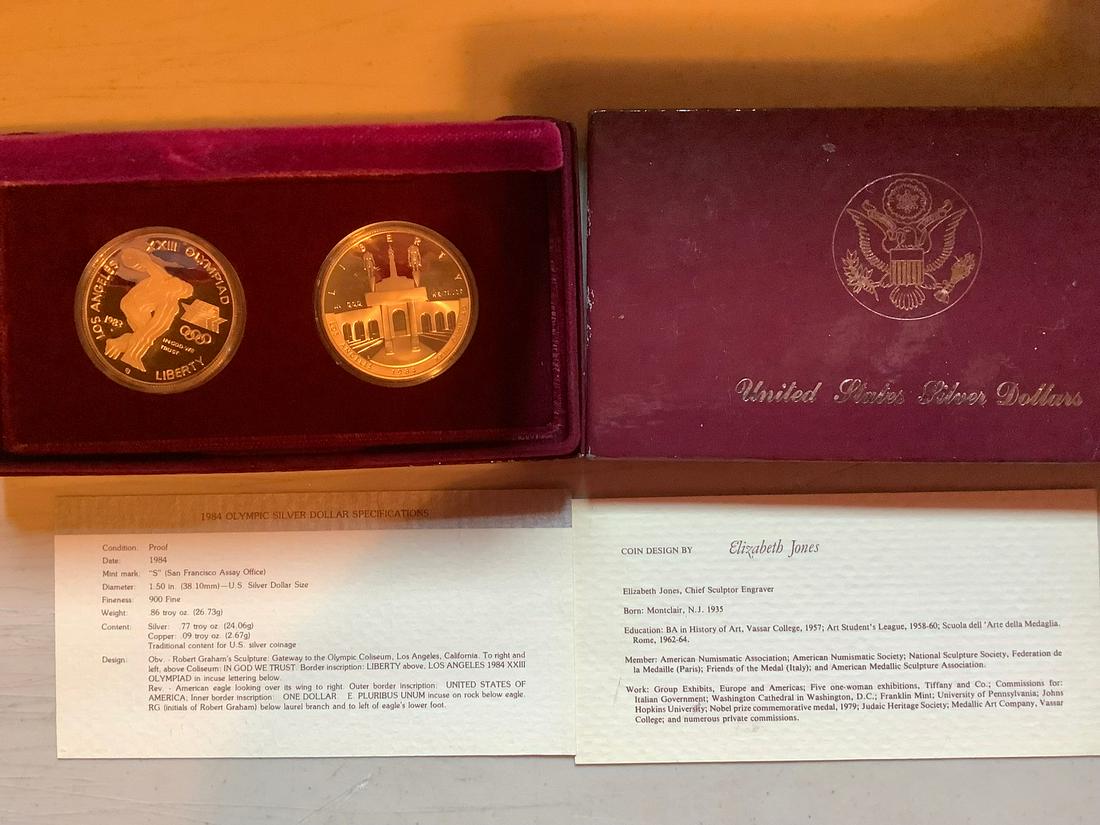 LOS ANGELES XXIII OLYMPIAD
1983
IN GOD WE
TRUST
S
LIBERTY
LIBERTY
IN GOD
WE TRUST
LOS ANGELES
1984
United States Silver Dollars
1984 OLYMPIC SILVER DOLLAR SPECIFICATIONS
Condition: Proof
Date: 1984
Mint mark: "S" (San Francisco Assay Office)
Diameter: 1.50 in. (38.10mm)—U.S. Silver Dollar Size
Fineness: 900 Fine
Weight: .86 troy oz. (26.73g)
Content: Silver: .77 troy oz. (24.06g)
Copper: .09 troy oz. (2.67g)
Traditional content for U.S. silver coinage
Design: Obv. - Robert Graham's Sculpture: Gateway to the Olympic Coliseum, Los Angeles, California. To right and
left, above Coliseum: IN GOD WE TRUST. Border inscription: LIBERTY above, LOS ANGELES 1984 XXIII
OLYMPIAD in incuse lettering below.
Rev. - American eagle looking over its wing to right. Outer border inscription: UNITED STATES OF
AMERICA; Inner border inscription: ONE DOLLAR. E. PLURIBUS UNUM incuse on rock below eagle.
RG (initials of Robert Graham) below laurel branch and to left of eagle's lower foot.
COIN DESIGN BY Elizabeth Jones
Elizabeth Jones, Chief Sculptor Engraver
Born: Montclair, N.J. 1935
Education: BA in History of Art, Vassar College, 1957; Art Student's League, 1958-60; Scuola dell 'Arte della Medaglia.
Rome, 1962-64.
Member: American Numismatic Association; American Numismatic Society; National Sculpture Society, Federation de
la Medaille (Paris); Friends of the Medal (Italy); and American Medallic Sculpture Association.
Work: Group Exhibits, Europe and Americas; Five one-woman exhibitions, Tiffany and Co.; Commissions for:
Italian Government; Washington Cathedral in Washington, D.C.; Franklin Mint; University of Pennsylvania; Johns
Hopkins University; Nobel prize commemorative medal, 1979; Judaic Heritage Society; Medallic Art Company, Vassar
College; and numerous private commissions.